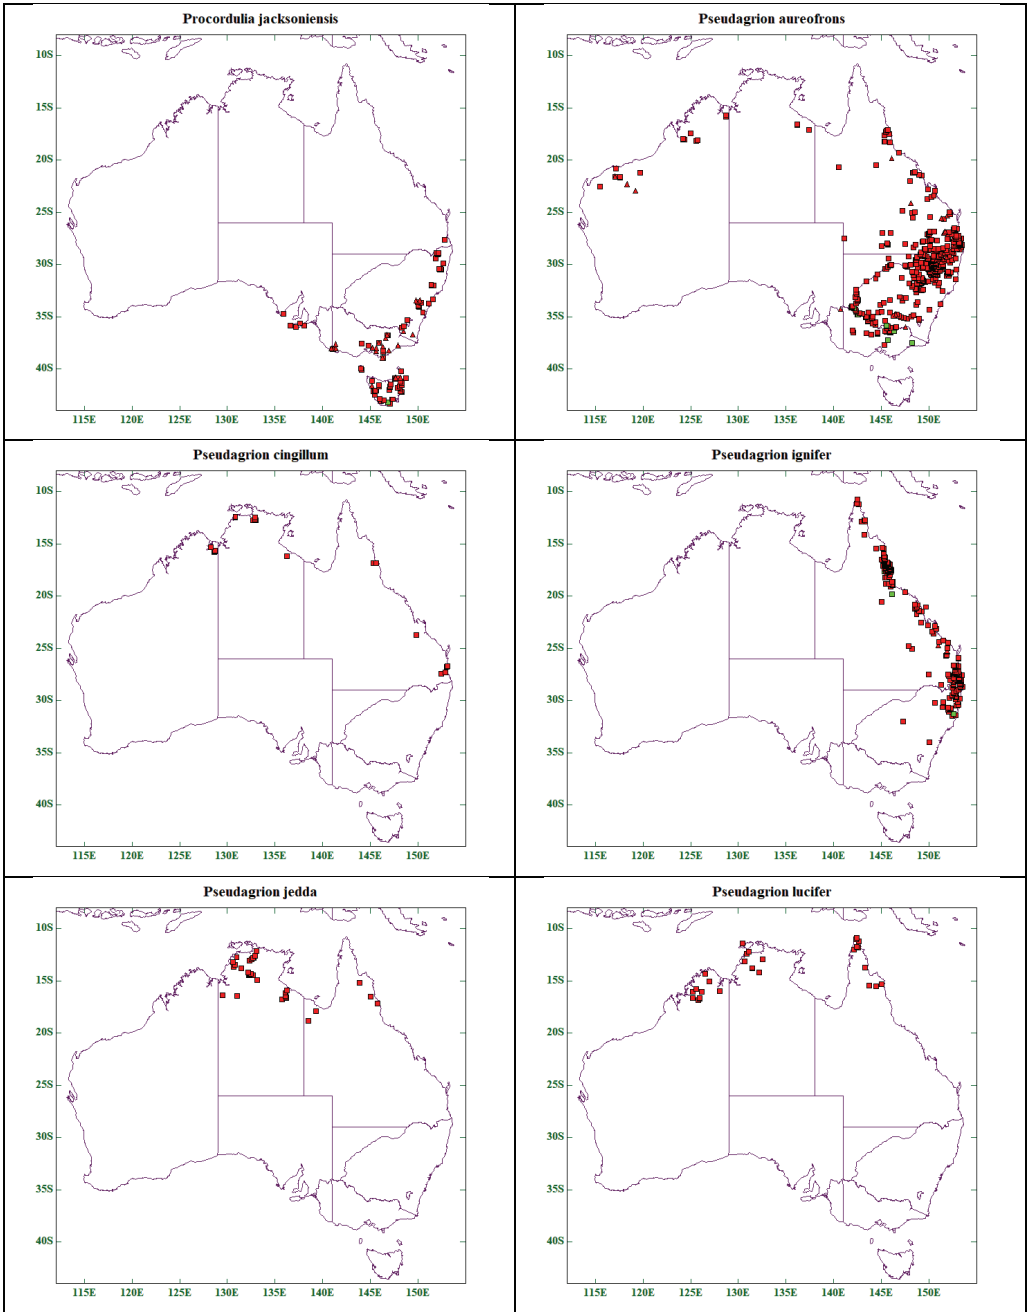 Procordulia jacksoniensis
10S
15S
20S
25S
30S
35S
40S
115E 120E 125E 130E 135E 140E 145E 150E
Pseudagrion aureofrons
10S
15S
20S
25S
30S
35S
40S
115E 120E 125E 130E 135E 140E 145E 150E
Pseudagrion cingillum
10S
15S
20S
25S
30S
35S
40S
115E 120E 125E 130E 135E 140E 145E 150E
Pseudagrion ignifer
10S
15S
20S
25S
30S
35S
40S
115E 120E 125E 130E 135E 140E 145E 150E
Pseudagrion jedda
10S
15S
20S
25S
30S
35S
40S
115E 120E 125E 130E 135E 140E 145E 150E
Pseudagrion lucifer
10S
15S
20S
25S
30S
35S
40S
115E 120E 125E 130E 135E 140E 145E 150E